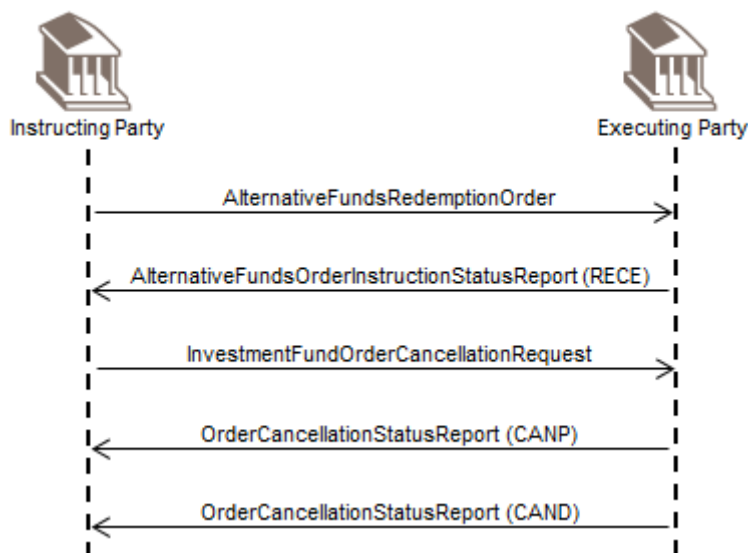 Instructing Party
Executing Party
AlternativeFundsRedemptionOrder
AlternativeFundsOrderInstructionStatusReport (RECE)
InvestmentFundOrderCancellationRequest
OrderCancellationStatusReport (CANP)
OrderCancellationStatusReport (CAND)